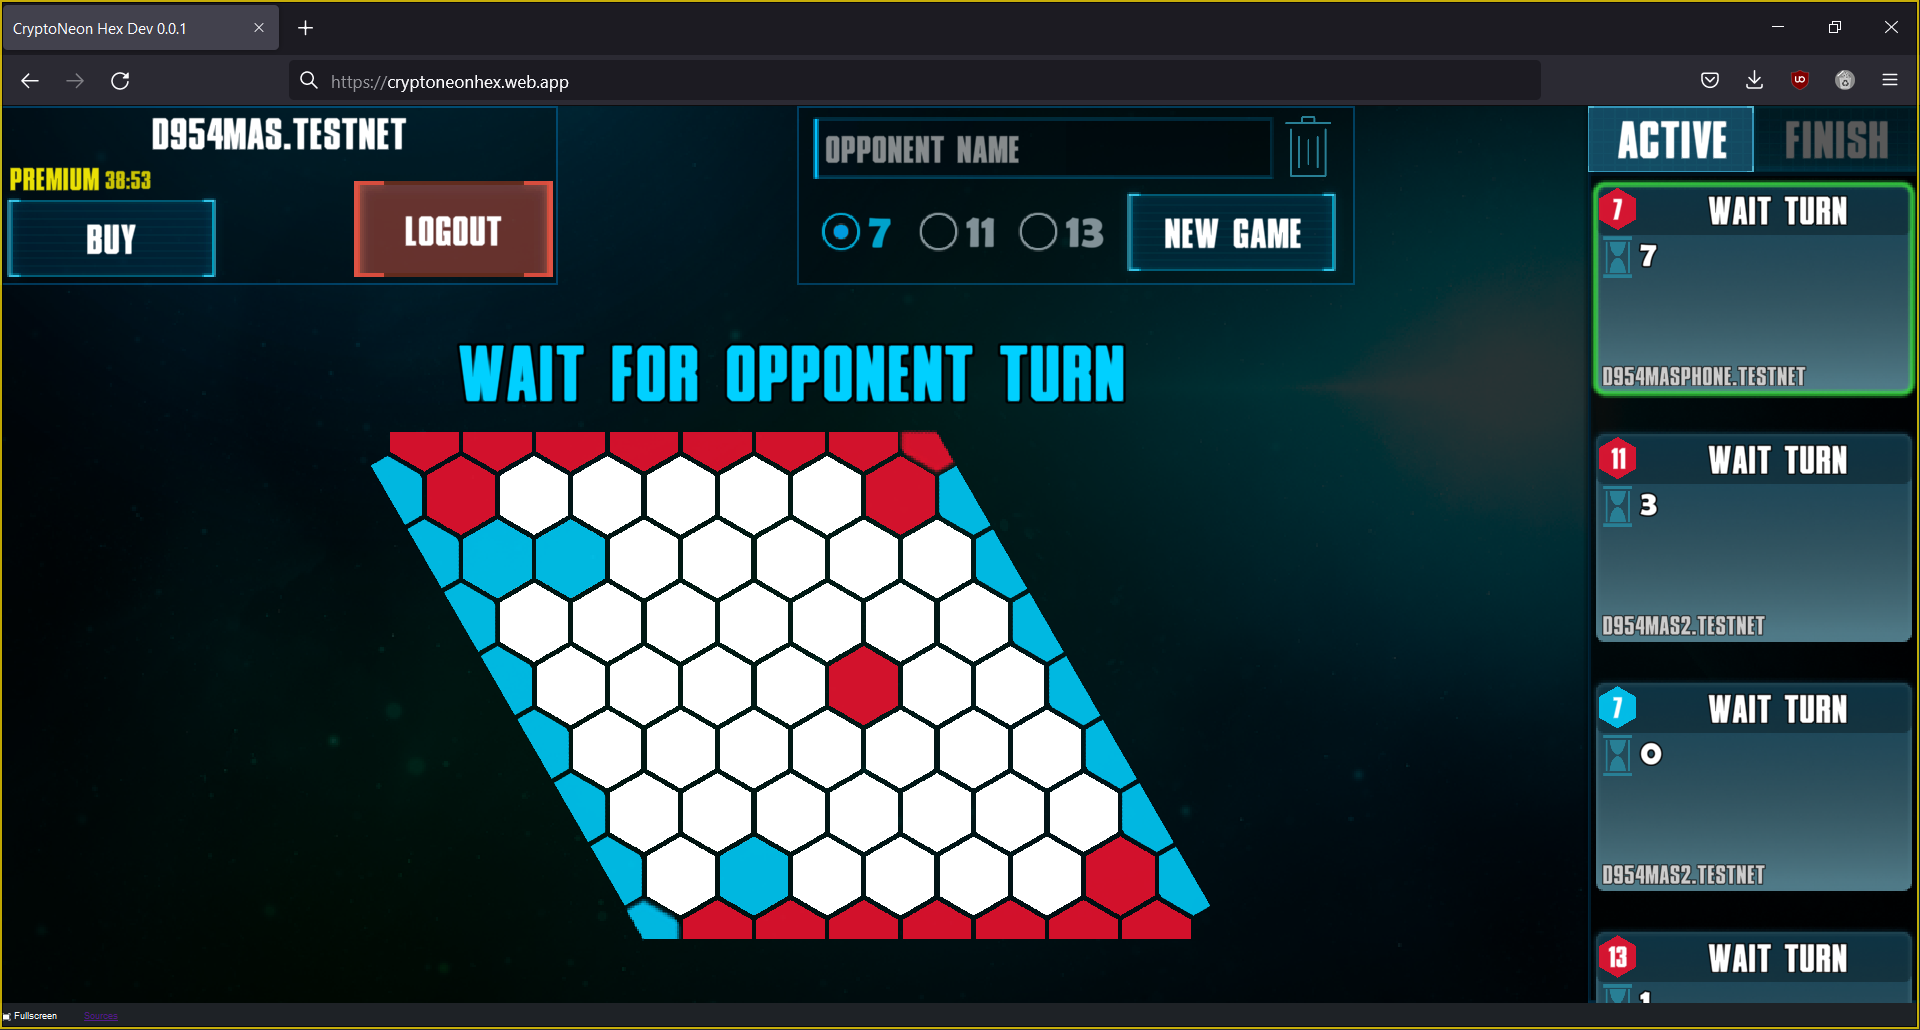 CryptoNeon Hex Dev 0.0.1
https://cryptoneonhex.web.app
D954MAS.TESTNET
PREMIUM 38:53
BUY
LOGOUT
OPPONENT NAME
7 11 13
NEW GAME
WAIT FOR OPPONENT TURN
ACTIVE FINISH
7 WAIT TURN
7
D954MASPHONE.TESTNET
11 WAIT TURN
3
D954MAS2.TESTNET
7 WAIT TURN
0
D954MAS2.TESTNET
13 WAIT TURN
1
Fullscreen Sources